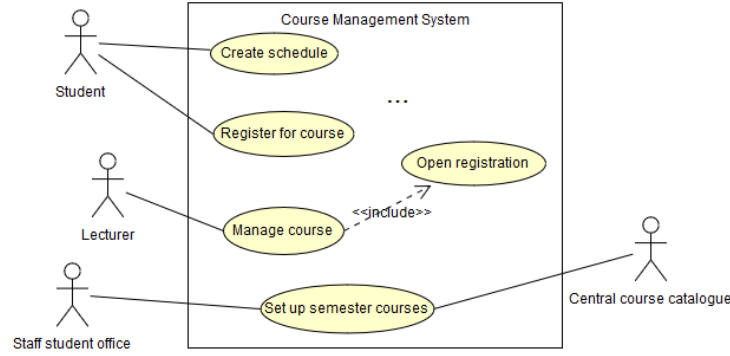 Course Management System
Create schedule
Student
...
Register for course
Open registration
<<include>>
Manage course
Lecturer
Set up semester courses
Central course catalogue
Staff student office